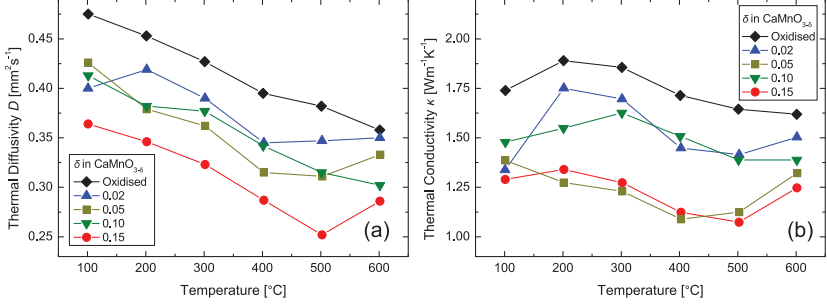 0.45
0.40
0.35
0.30
0.25
Thermal Diffusivity D [mm²s⁻¹]
δ in CaMnO₃₋δ
Oxidised
0.02
0.05
0.10
0.15
(a)
100 200 300 400 500 600
Temperature [°C]
2.00
1.75
1.50
1.25
1.00
Thermal Conductivity κ [Wm⁻¹K⁻¹]
δ in CaMnO₃₋δ
Oxidised
0.02
0.05
0.10
0.15
(b)
100 200 300 400 500 600
Temperature [°C]